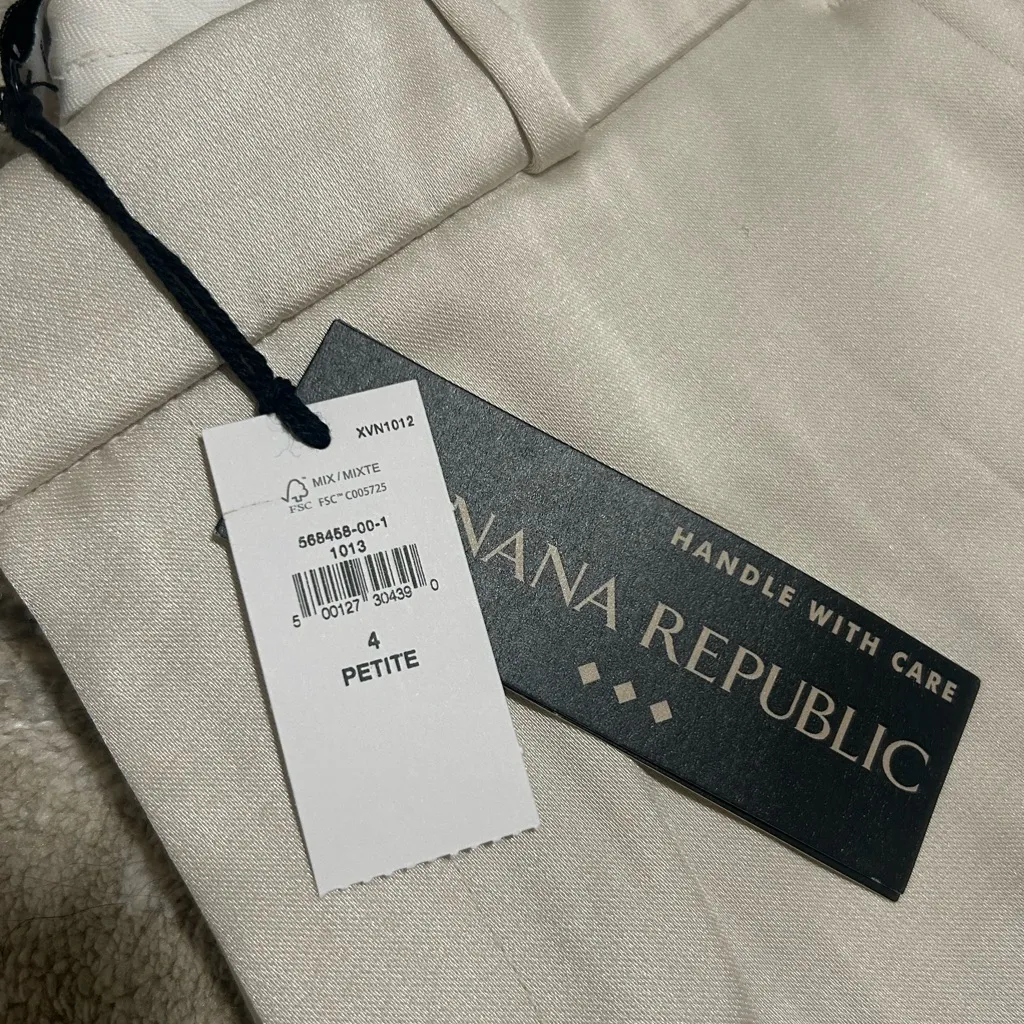 XVN1012
MIX / MIXTE
FSC FSC™ C005725
568458-00-1
1013
5 00127 30439 0
4
PETITE
HANDLE WITH CARE
NANA REPUBLIC